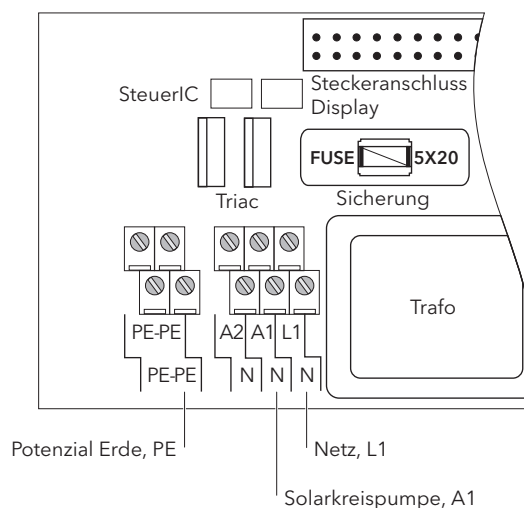 SteuerIC
Steckeranschluss
Display
FUSE 5X20
Triac
Sicherung
Trafo
PE-PE A2 A1 L1
PE-PE N N N
Potenzial Erde, PE
Netz, L1
Solarkreispumpe, A1